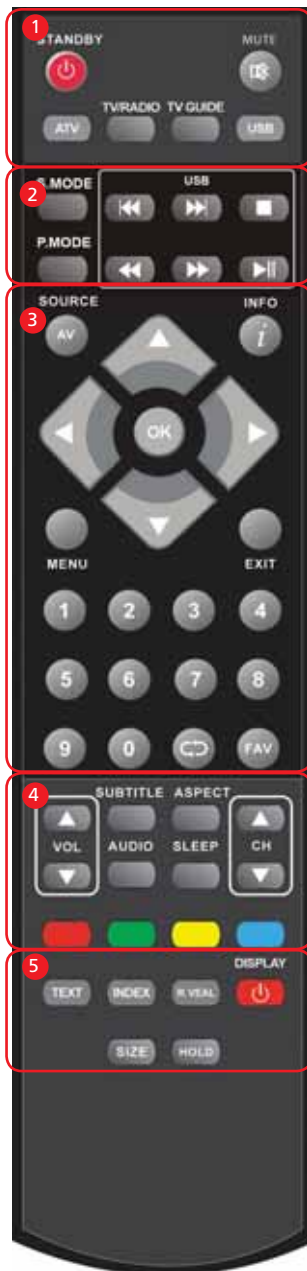 1
STANDBY MUTE
TV/RADIO TV GUIDE
ATV USB
2
S.MODE USB
P.MODE
3
SOURCE INFO
AV i
OK
MENU EXIT
1 2 3 4
5 6 7 8
9 0 FAV
4
SUBTITLE ASPECT
VOL AUDIO SLEEP CH
5
DISPLAY
TEXT INDEX R.VEAL
SIZE HOLD